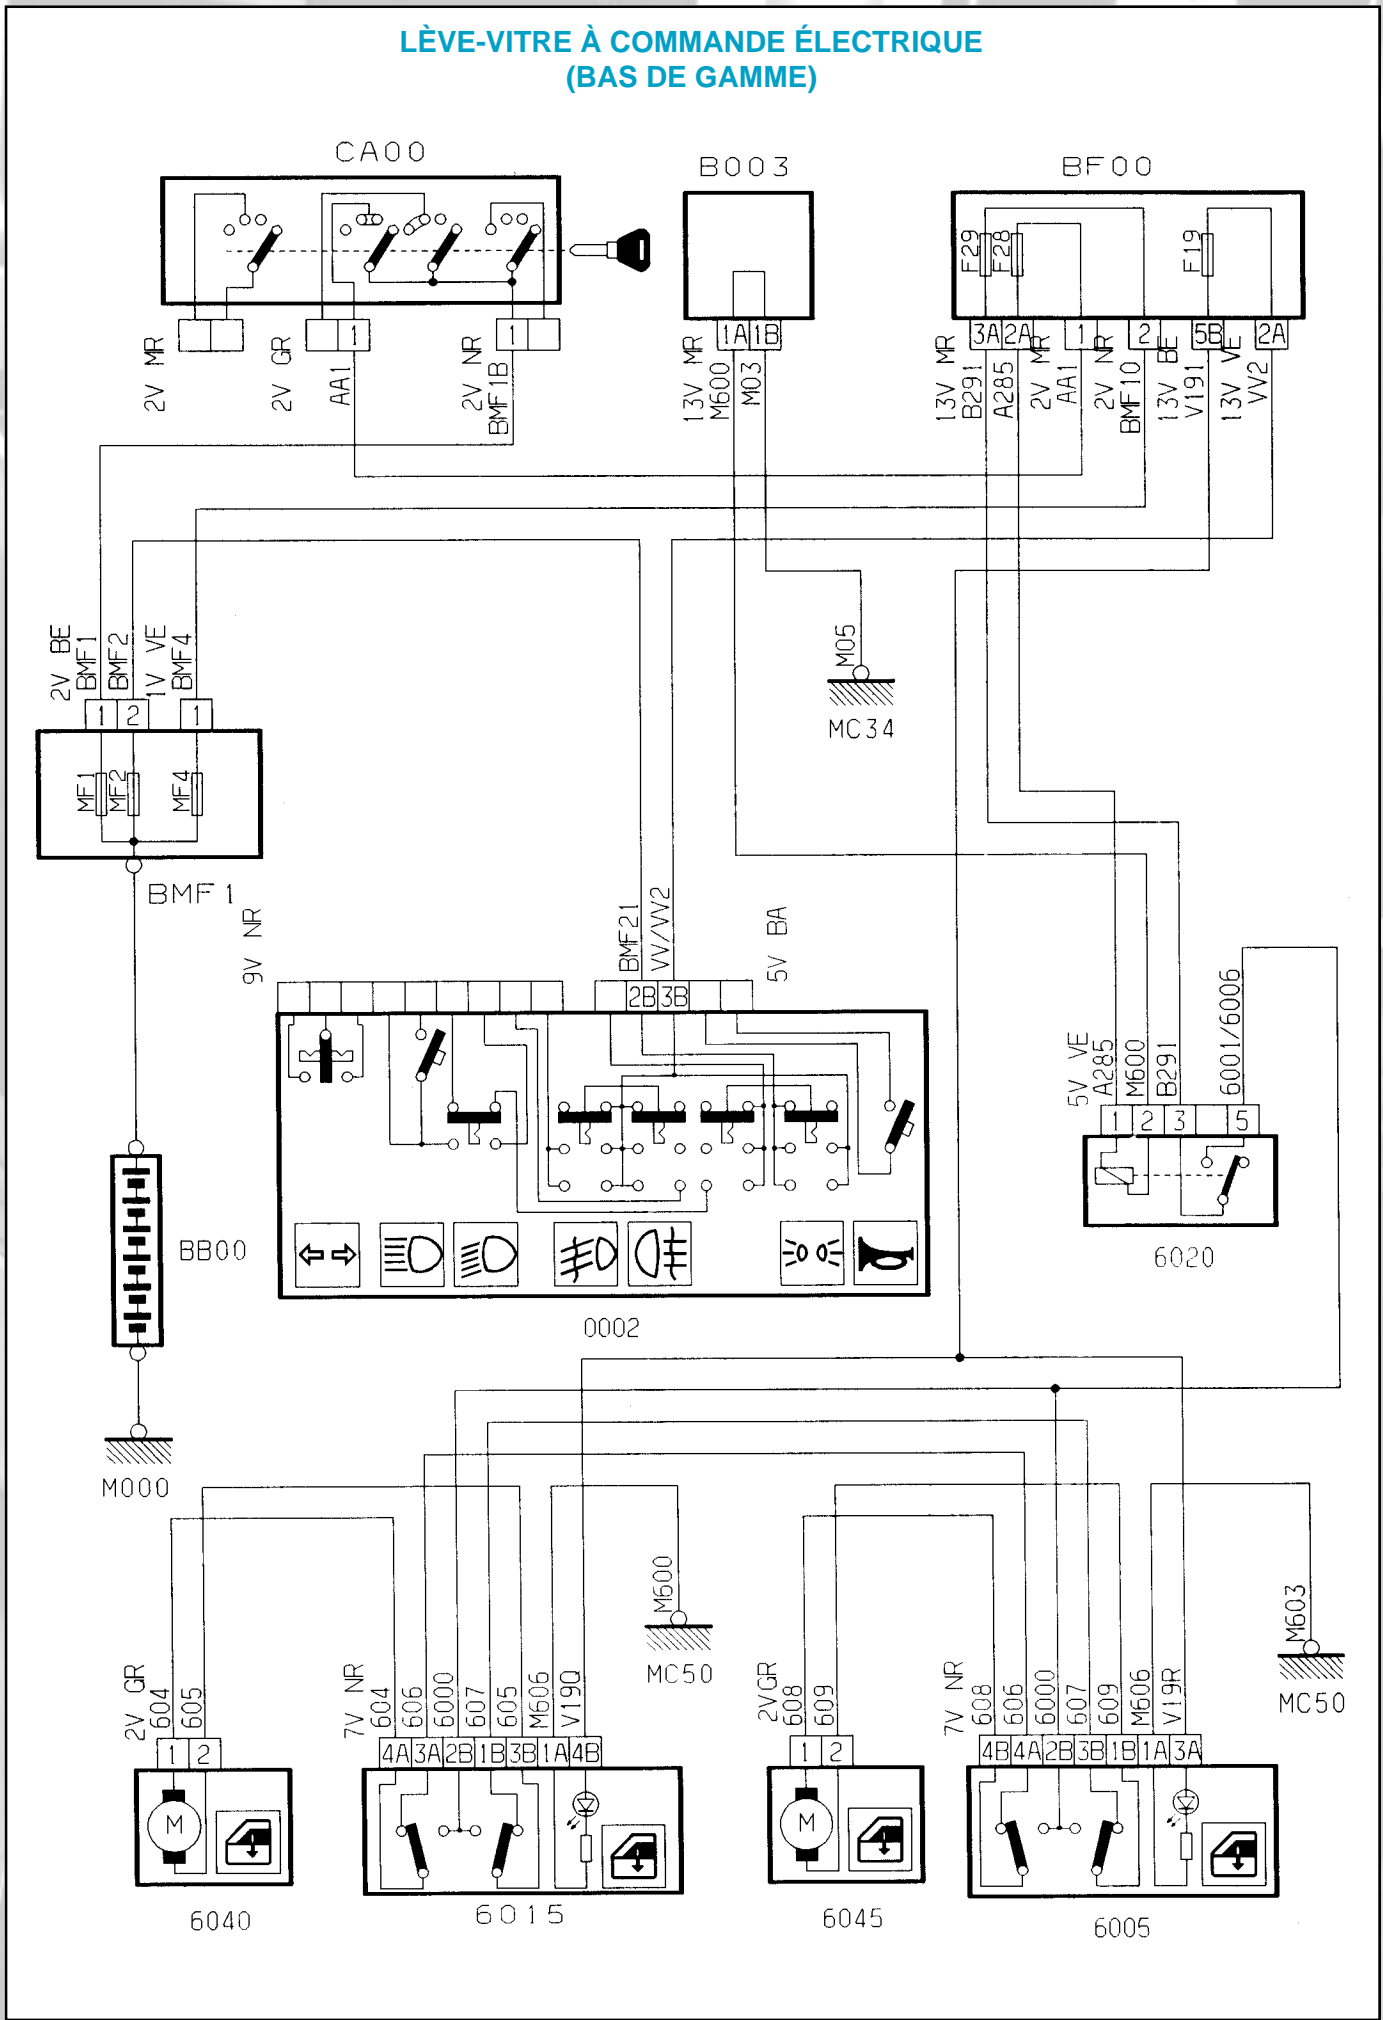 LÈVE-VITRE À COMMANDE ÉLECTRIQUE
(BAS DE GAMME)
CA00
B003
BF00
F29
F28
F19
1
1
1A
1B
3A
2A
1
2
5B
2A
2V MR
2V GR
AA1
2V NR
BMF1B
13V MR
M600
M03
13V MR
B291
A285
2V MR
AA1
2V NR
BMF10
13V BE
V191
13V VE
VV2
2V BE
BMF1
BMF2
1V VE
BMF4
M05
MC34
1
2
1
MF1
MF2
MF4
BMF1
9V NR
BMF21
VV/VV2
5V BA
2B
3B
5V VE
A285
M600
B291
6001/6006
1
2
3
5
BB00
6020
0002
M000
M600
MC50
M603
MC50
2V GR
604
605
7V NR
604
606
6000
607
605
M606
V19Q
2VGR
608
609
7V NR
608
606
6000
607
609
M606
V19R
1
2
4A
3A
2B
1B
3B
1A
4B
1
2
4B
4A
2B
3B
1B
1A
3A
M
M
6040
6015
6045
6005